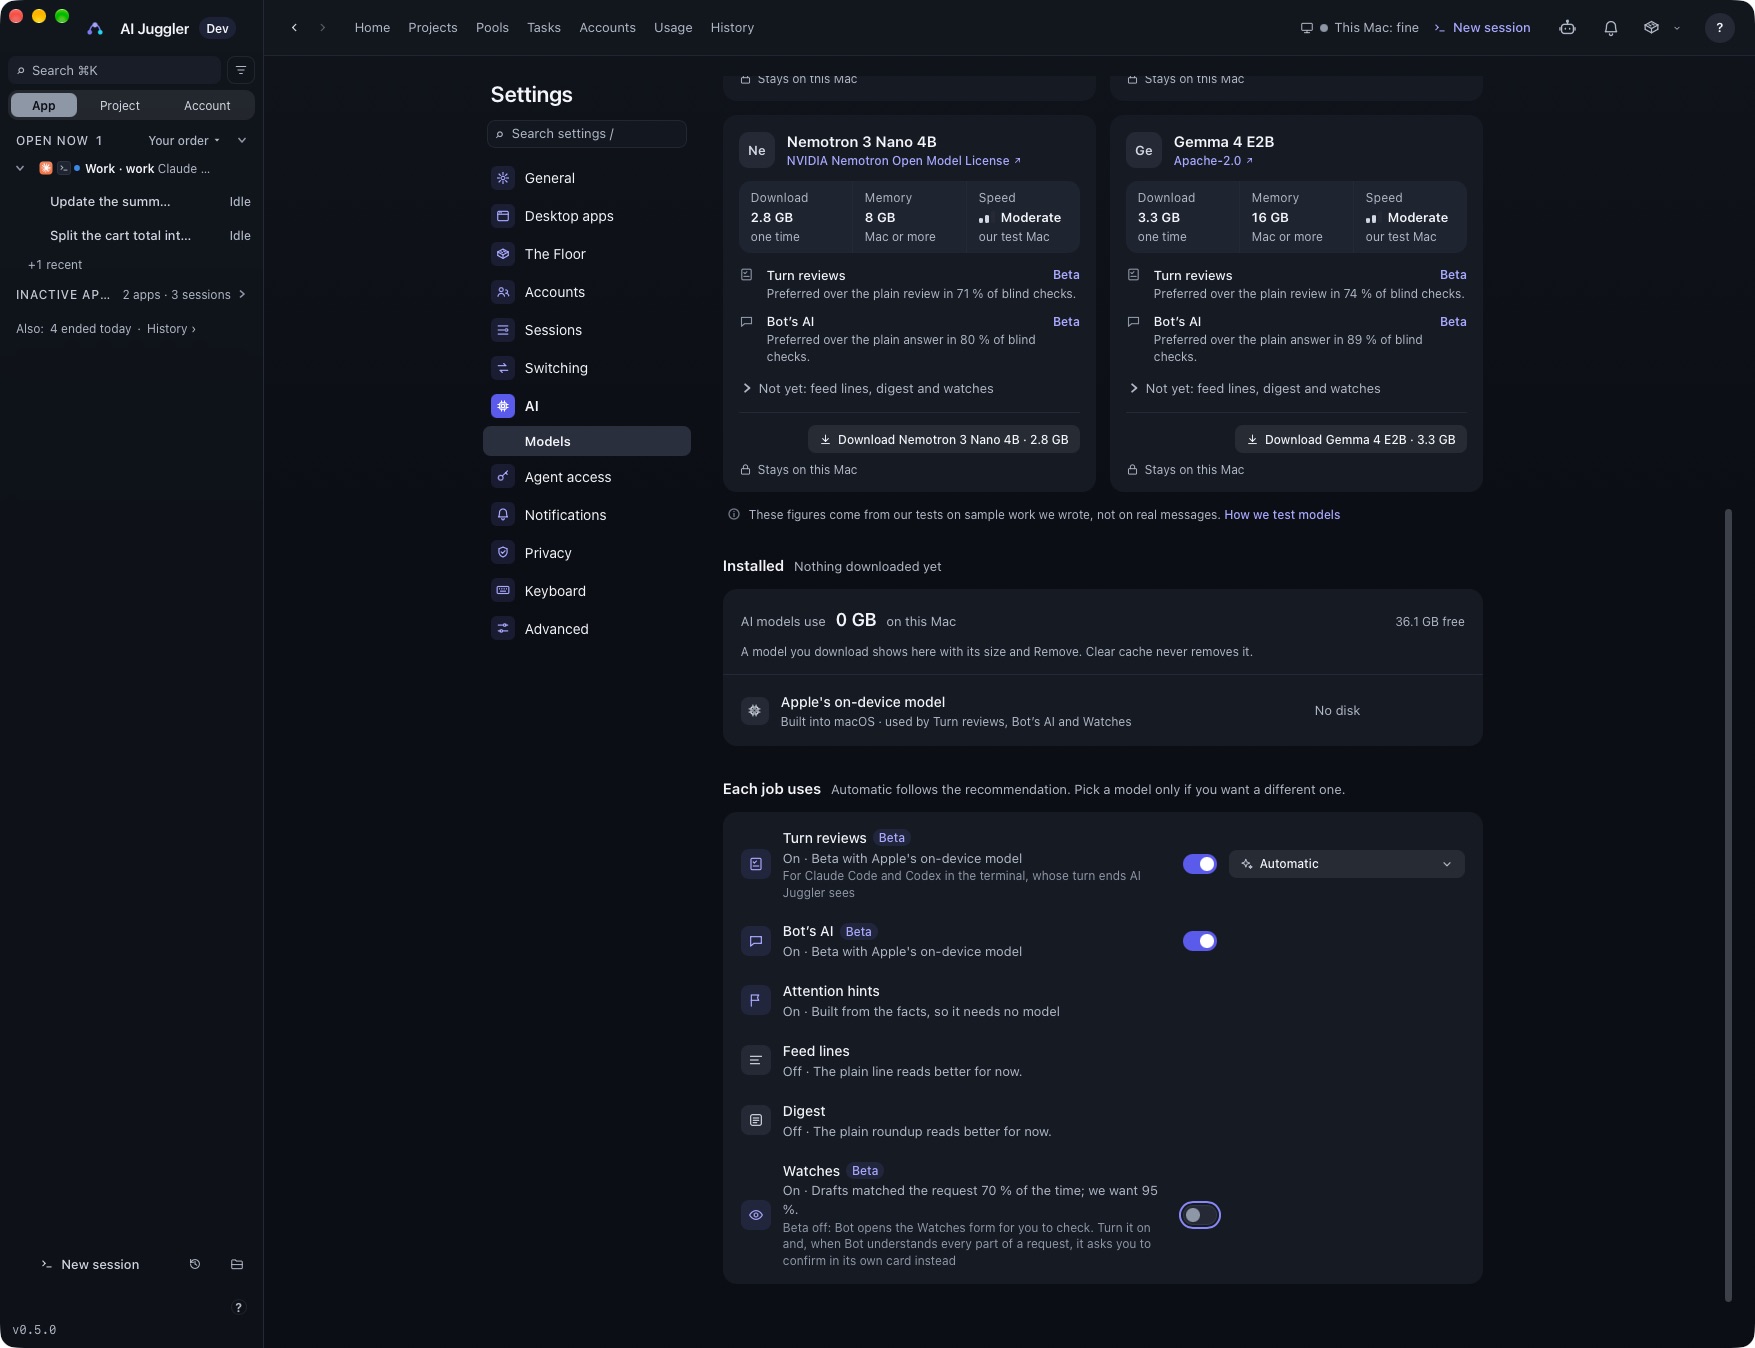 AI Juggler Dev
Search ⌘K
App Project Account
OPEN NOW 1 Your order
Work · work Claude ...
Update the summ... Idle
Split the cart total int... Idle
+1 recent
INACTIVE AP... 2 apps · 3 sessions
Also: 4 ended today · History ›
New session
?
v0.5.0
Home Projects Pools Tasks Accounts Usage History
This Mac: fine New session ?
Settings
Search settings /
General
Desktop apps
The Floor
Accounts
Sessions
Switching
AI
Models
Agent access
Notifications
Privacy
Keyboard
Advanced
Stays on this Mac
Stays on this Mac
Ne
Nemotron 3 Nano 4B
NVIDIA Nemotron Open Model License ↗
Download Memory Speed
2.8 GB 8 GB Moderate
one time Mac or more our test Mac
Turn reviews Beta
Preferred over the plain review in 71 % of blind checks.
Bot's AI Beta
Preferred over the plain answer in 80 % of blind
checks.
Not yet: feed lines, digest and watches
Download Nemotron 3 Nano 4B · 2.8 GB
Stays on this Mac
Ge
Gemma 4 E2B
Apache-2.0 ↗
Download Memory Speed
3.3 GB 16 GB Moderate
one time Mac or more our test Mac
Turn reviews Beta
Preferred over the plain review in 74 % of blind checks.
Bot's AI Beta
Preferred over the plain answer in 89 % of blind
checks.
Not yet: feed lines, digest and watches
Download Gemma 4 E2B · 3.3 GB
Stays on this Mac
These figures come from our tests on sample work we wrote, not on real messages. How we test models
Installed Nothing downloaded yet
AI models use 0 GB on this Mac 36.1 GB free
A model you download shows here with its size and Remove. Clear cache never removes it.
Apple's on-device model
Built into macOS · used by Turn reviews, Bot's AI and Watches
No disk
Each job uses Automatic follows the recommendation. Pick a model only if you want a different one.
Turn reviews Beta
On · Beta with Apple's on-device model
For Claude Code and Codex in the terminal, whose turn ends AI
Juggler sees
Automatic
Bot's AI Beta
On · Beta with Apple's on-device model
Attention hints
On · Built from the facts, so it needs no model
Feed lines
Off · The plain line reads better for now.
Digest
Off · The plain roundup reads better for now.
Watches Beta
On · Drafts matched the request 70 % of the time; we want 95
%.
Beta off: Bot opens the Watches form for you to check. Turn it on
and, when Bot understands every part of a request, it asks you to
confirm in its own card instead